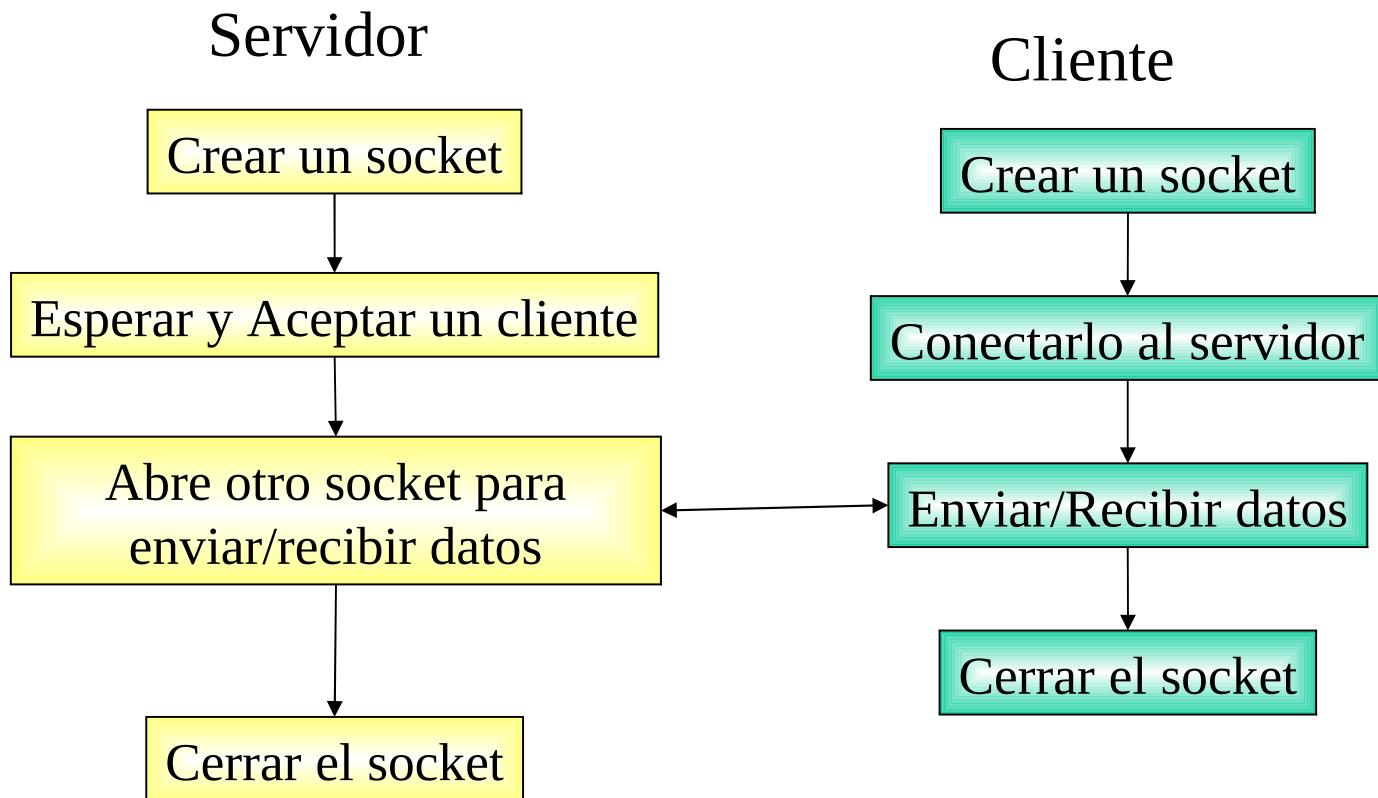 Servidor
Crear un socket
Esperar y Aceptar un cliente
Abre otro socket para
enviar/recibir datos
Cerrar el socket
Cliente
Crear un socket
Conectarlo al servidor
Enviar/Recibir datos
Cerrar el socket